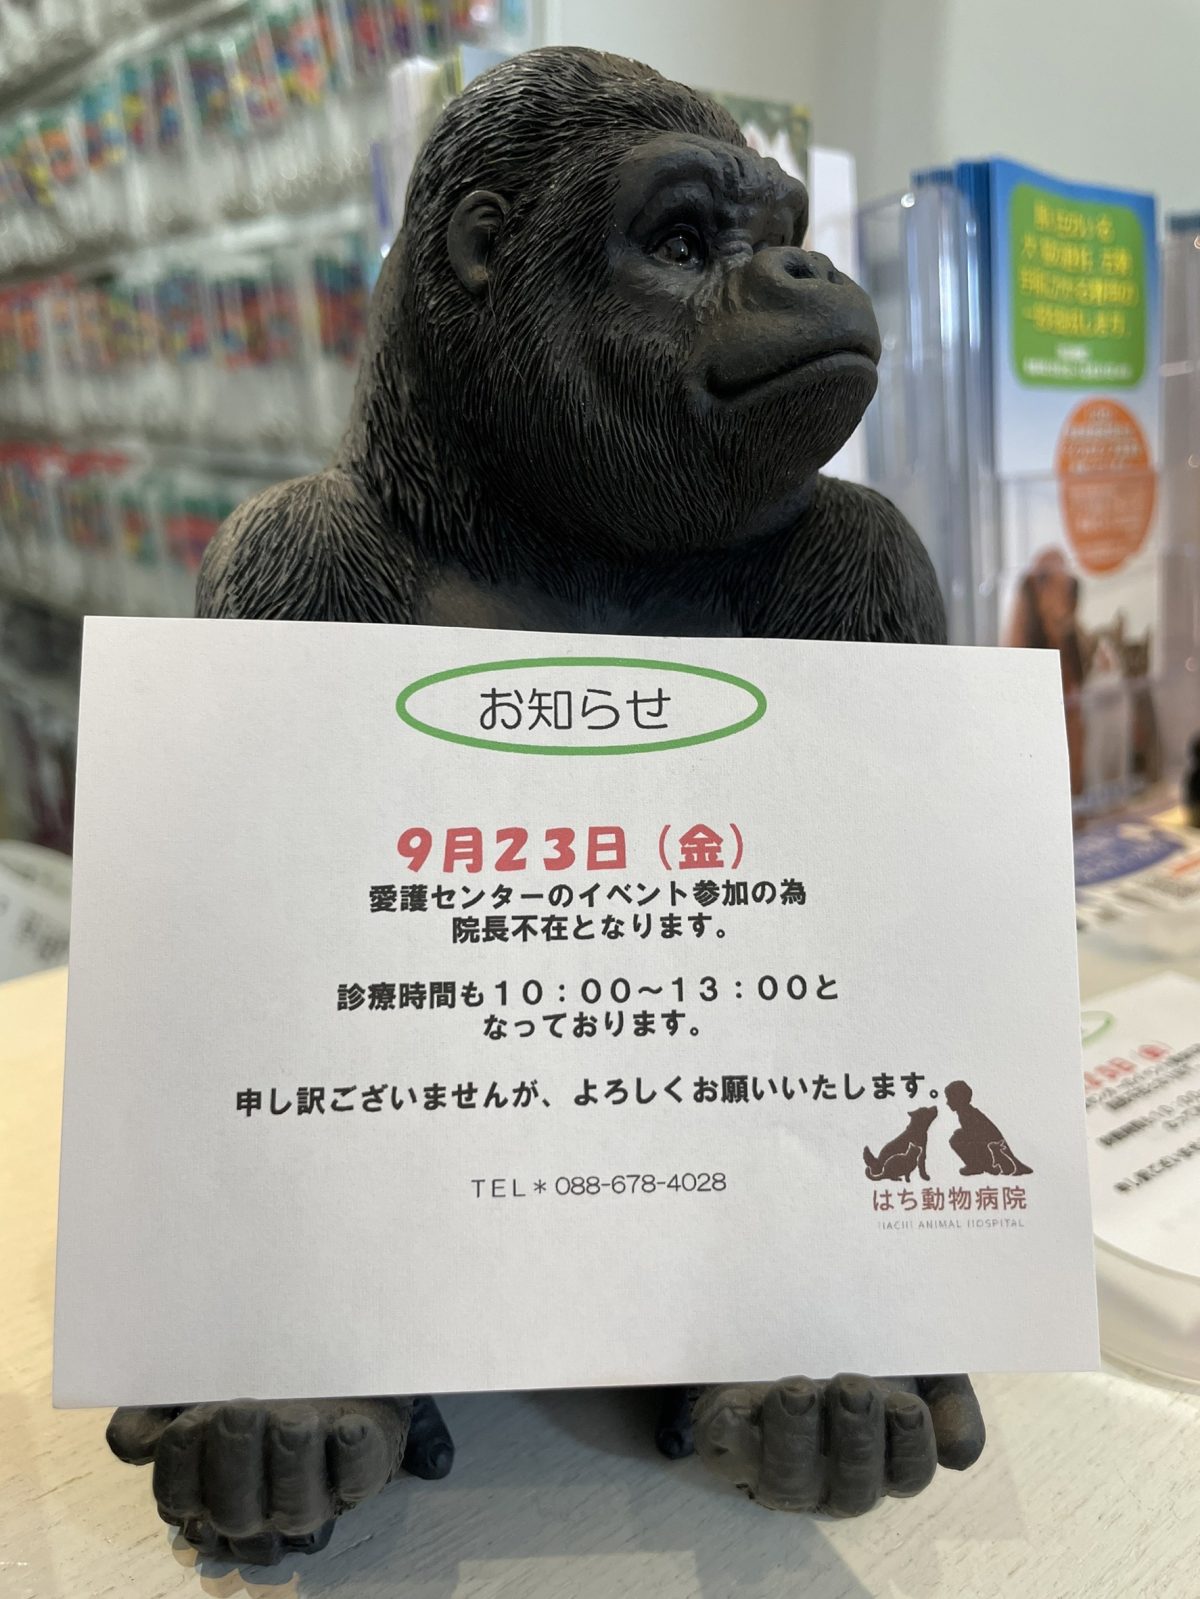 お知らせ
9月23日（金）
愛護センターのイベント参加の為
院長不在となります。
診療時間も10：00～13：00と
なっております。
申し訳ございませんが、よろしくお願いいたします。
TEL＊088-678-4028
はち動物病院
HACHI ANIMAL HOSPITAL